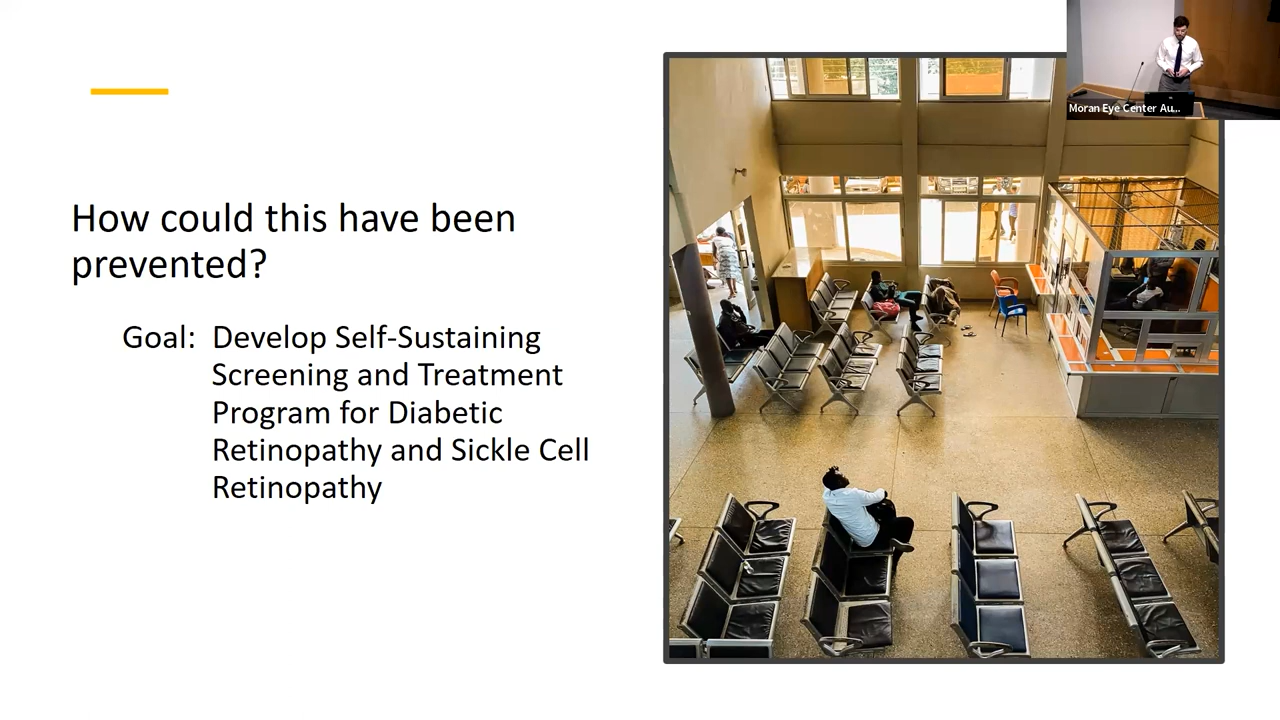 How could this have been
prevented?
Goal: Develop Self-Sustaining
Screening and Treatment
Program for Diabetic
Retinopathy and Sickle Cell
Retinopathy
Moran Eye Center Au...